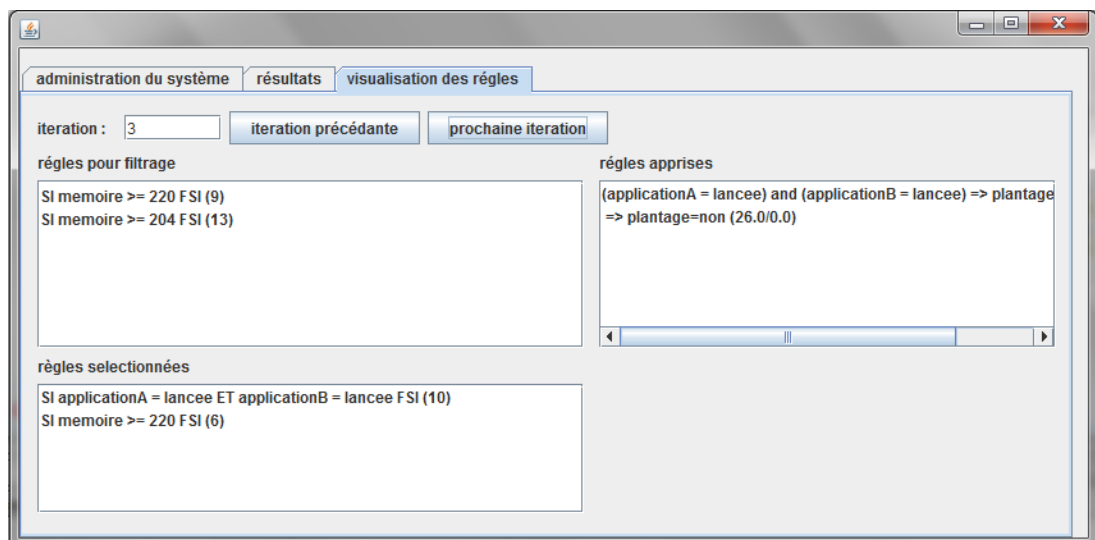 administration du système résultats visualisation des régles
iteration : 3 iteration précédante prochaine iteration
régles pour filtrage
SI memoire >= 220 FSI (9)
SI memoire >= 204 FSI (13)
régles apprises
(applicationA = lancee) and (applicationB = lancee) => plantage
=> plantage=non (26.0/0.0)
règles selectionnées
SI applicationA = lancee ET applicationB = lancee FSI (10)
SI memoire >= 220 FSI (6)